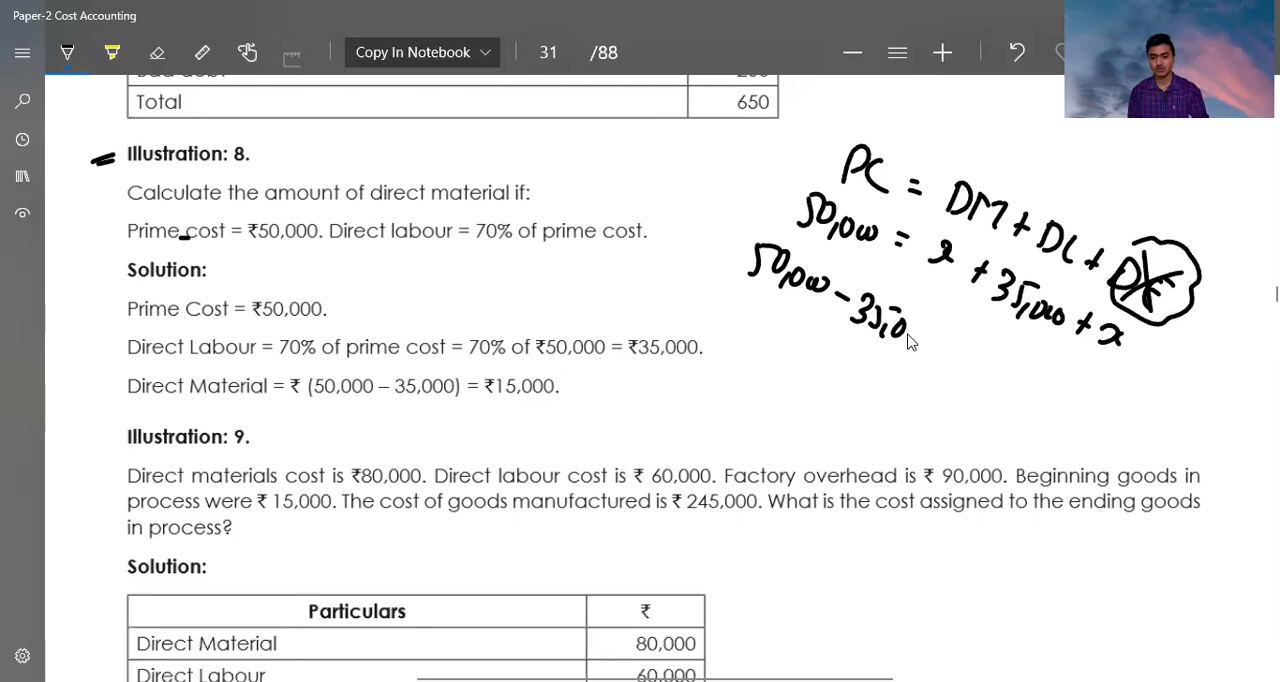 Paper-2 Cost Accounting
Copy In Notebook 31 /88
Total 650
Illustration: 8.
Calculate the amount of direct material if:
Prime cost = ₹50,000. Direct labour = 70% of prime cost.
Solution:
Prime Cost = ₹50,000.
Direct Labour = 70% of prime cost = 70% of ₹50,000 = ₹35,000.
Direct Material = ₹ (50,000 – 35,000) = ₹15,000.
PC = DM + DL + DE
50,000 = x + 35,000 + x
50,000 - 35,0
Illustration: 9.
Direct materials cost is ₹80,000. Direct labour cost is ₹ 60,000. Factory overhead is ₹ 90,000. Beginning goods in
process were ₹ 15,000. The cost of goods manufactured is ₹ 245,000. What is the cost assigned to the ending goods
in process?
Solution:
Particulars ₹
Direct Material 80,000
Direct Labour 60,000